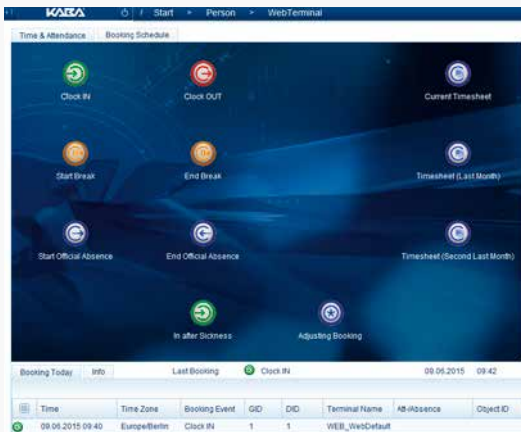 KABA Start Person WebTerminal
Time & Attendance Booking Schedule
Clock IN Clock OUT Current Timesheet
Start Break End Break Timesheet (Last Month)
Start Official Absence End Official Absence Timesheet (Second Last Month)
In after Sickness Adjusting Booking
Booking Today Info Last Booking Clock IN 09.06.2015 09:42
Time Time Zone Booking Event GID DID Terminal Name Att-/Absence Object ID
09.06.2015 09:40 Europe/Berlin Clock IN 1 1 WEB_WebDefault